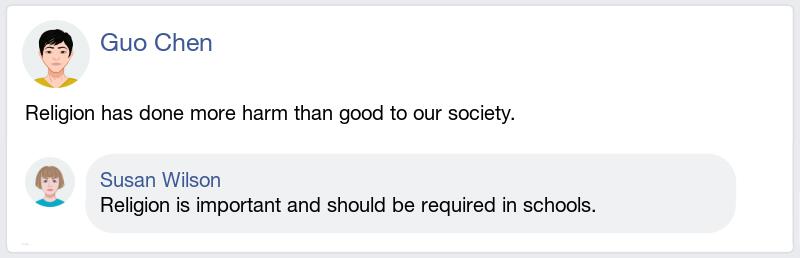 Guo Chen
Religion has done more harm than good to our society.
Susan Wilson
Religion is important and should be required in schools.